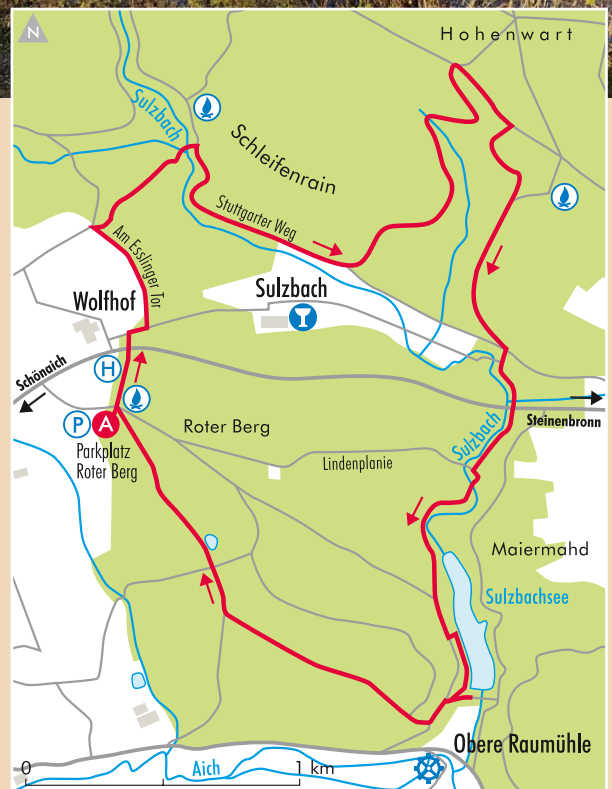 N
Hohenwart
Sulzbach
Schleifenrain
Stuttgarter Weg
Am Esslinger Tor
Wolfhof
Sulzbach
Schönaich
H
P
A
Parkplatz
Roter Berg
Roter Berg
Lindenplanie
Sulzbach
Steinenbronn
Maiermahd
Sulzbachsee
Obere Raumühle
Aich
0
1 km